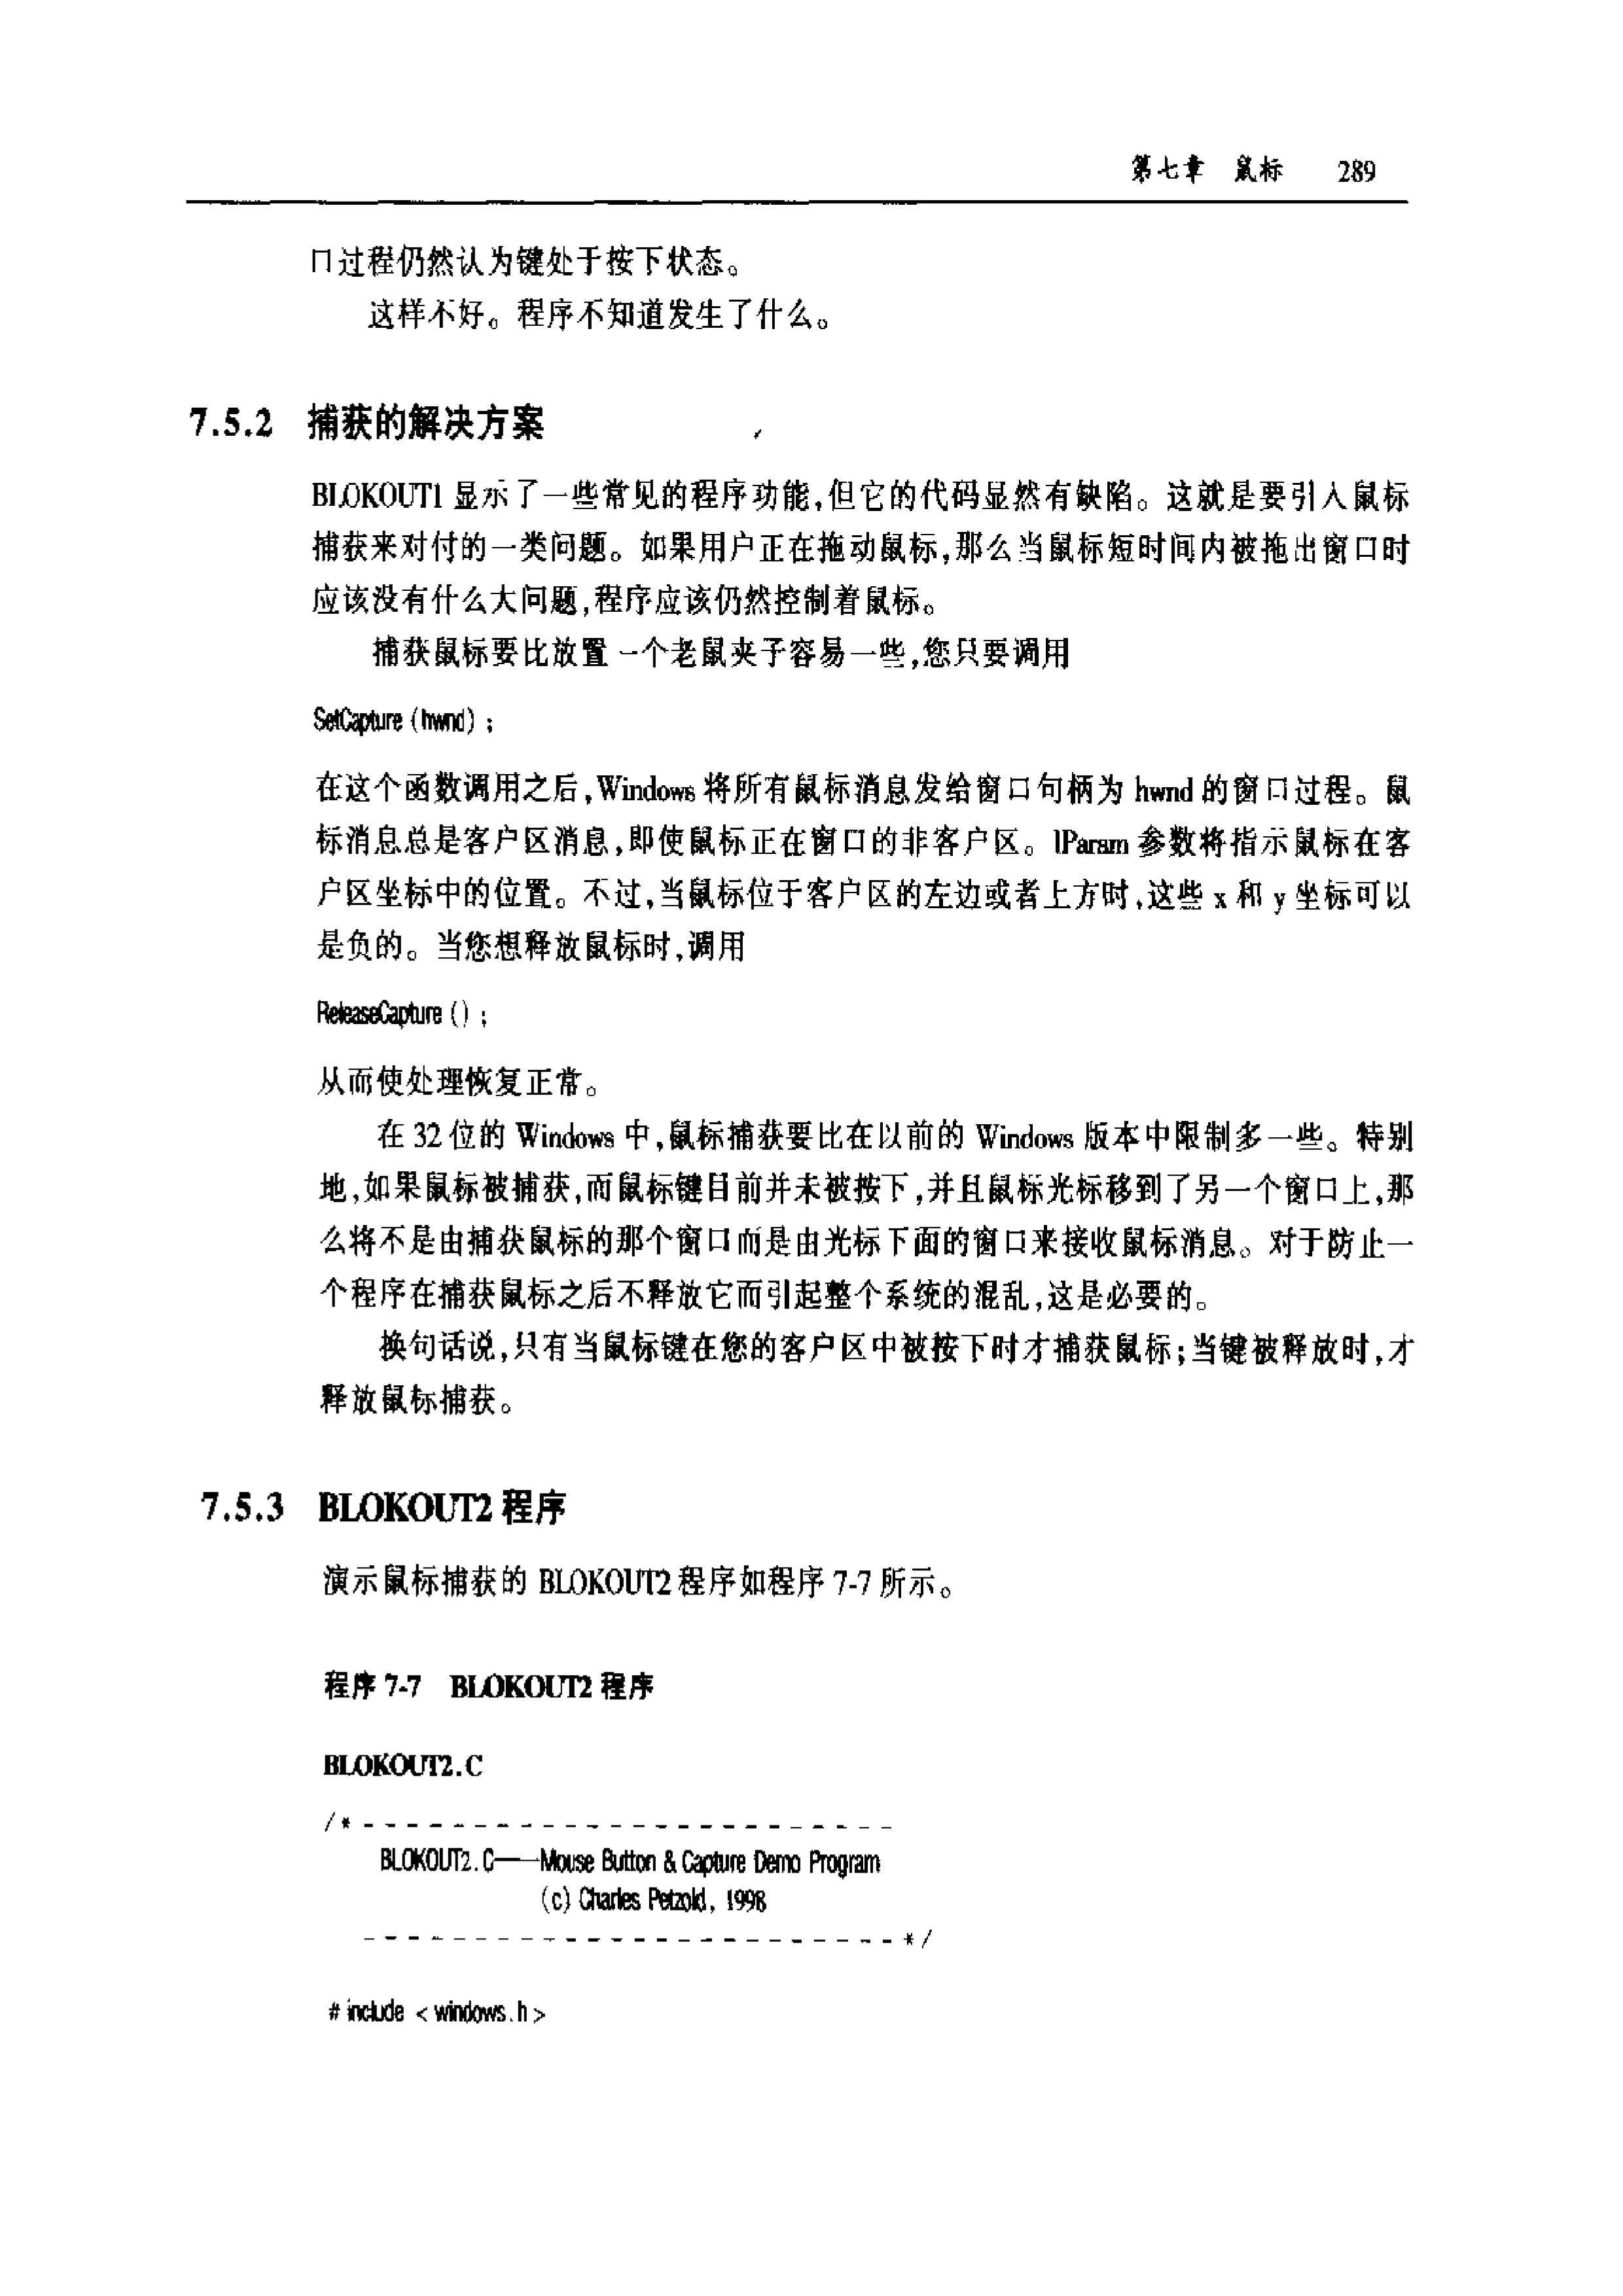 第七章 鼠标 289
口过程仍然认为键处于按下状态。
这样不好。程序不知道发生了什么。
7.5.2 捕获的解决方案
BLOKOUT1 显示了一些常见的程序功能,但它的代码显然有缺陷。这就是要引入鼠标
捕获来对付的一类问题。如果用户正在拖动鼠标,那么当鼠标短时间内被拖出窗口时
应该没有什么大问题,程序应该仍然控制着鼠标。
捕获鼠标要比放置一个老鼠夹子容易一些,您只要调用
SetCapture (hwnd) ;
在这个函数调用之后,Windows 将所有鼠标消息发给窗口句柄为 hwnd 的窗口过程。鼠
标消息总是客户区消息,即使鼠标正在窗口的非客户区。lParam 参数将指示鼠标在客
户区坐标中的位置。不过,当鼠标位于客户区的左边或者上方时,这些 x 和 y 坐标可以
是负的。当您想释放鼠标时,调用
ReleaseCapture () ;
从而使处理恢复正常。
在 32 位的 Windows 中,鼠标捕获要比在以前的 Windows 版本中限制多一些。特别
地,如果鼠标被捕获,而鼠标键目前并未被按下,并且鼠标光标移到了另一个窗口上,那
么将不是由捕获鼠标的那个窗口而是由光标下面的窗口来接收鼠标消息。对于防止一
个程序在捕获鼠标之后不释放它而引起整个系统的混乱,这是必要的。
换句话说,只有当鼠标键在您的客户区中被按下时才捕获鼠标;当键被释放时,才
释放鼠标捕获。
7.5.3 BLOKOUT2 程序
演示鼠标捕获的 BLOKOUT2 程序如程序 7-7 所示。
程序 7-7 BLOKOUT2 程序
BLOKOUT2.C
/* - - - - - - - - - - - - - - - - - - - - - - - -
BLOKOUT2.C——Mouse Button & Capture Demo Program
(c) Charles Petzold, 1998
- - - - - - - - - - - - - - - - - - - - - - - - */
# include < windows.h >